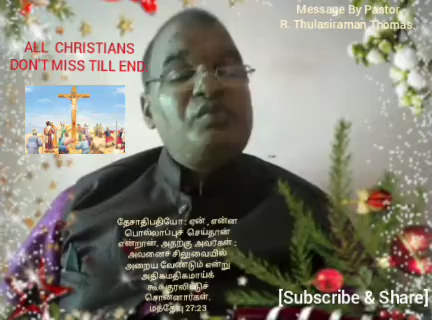 Message By Pastor
R. Thulasiraman Thomas.
ALL CHRISTIANS
DON'T MISS TILL END
தேசாதிபதியோ : ஏன் , என்ன
பொல்லாப்புச் செய்தான்
என்றான். அதற்கு அவர்கள் :
அவனைச் சிலுவையில்
அறைய வேண்டும் என்று
அதிகமதிகமாய்க்
கூக்குரலிட்டுச்
சொன்னார்கள்.
மத்தேயு 27:23
[Subscribe & Share]